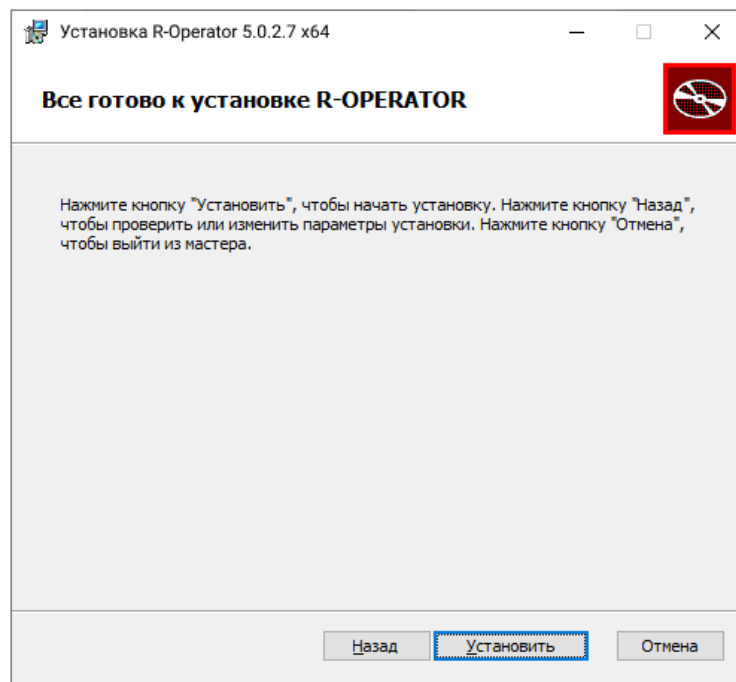 Установка R-Operator 5.0.2.7 x64
Все готово к установке R-OPERATOR
Нажмите кнопку "Установить", чтобы начать установку. Нажмите кнопку "Назад",
чтобы проверить или изменить параметры установки. Нажмите кнопку "Отмена",
чтобы выйти из мастера.
Назад Установить Отмена